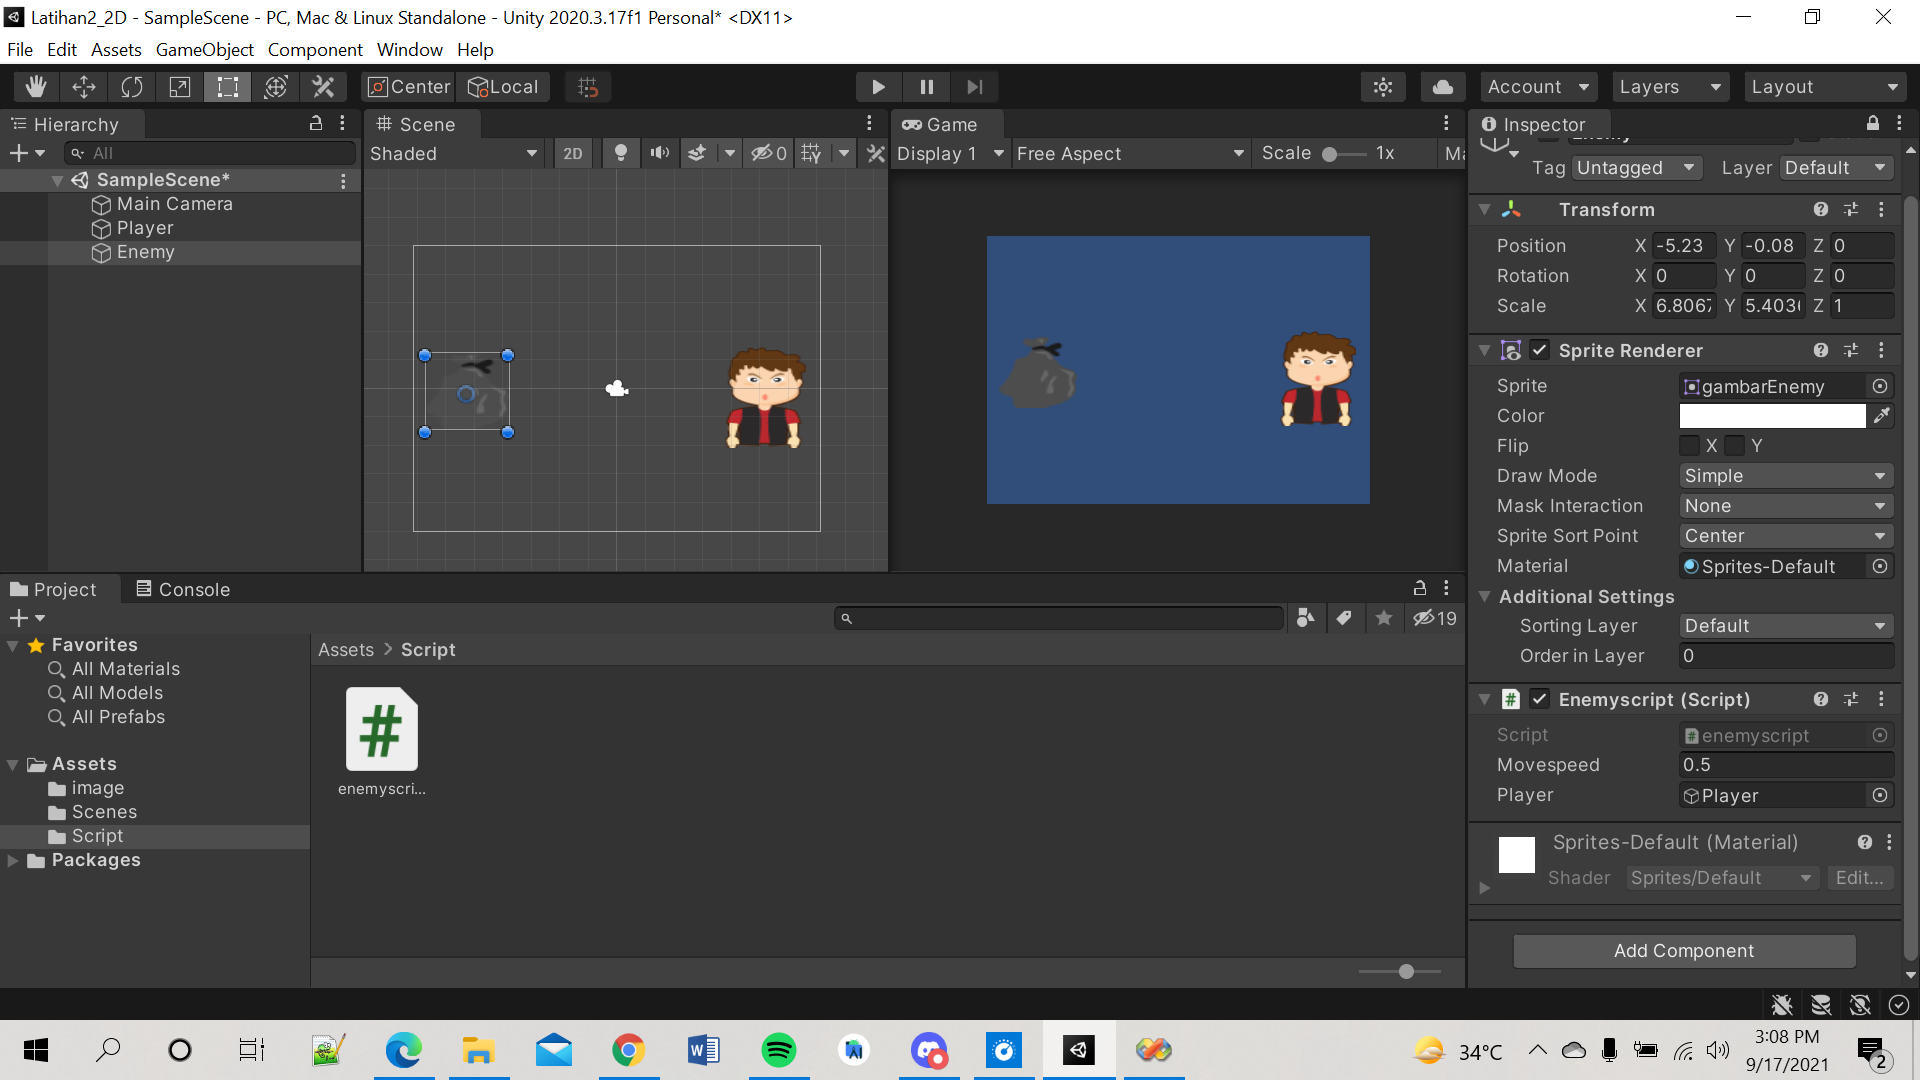 Latihan2_2D - SampleScene - PC, Mac & Linux Standalone - Unity 2020.3.17f1 Personal* <DX11>
File Edit Assets GameObject Component Window Help
Center Local Account Layers Layout
Hierarchy
All
SampleScene*
Main Camera
Player
Enemy
Scene
Shaded 2D 0
Game
Display 1 Free Aspect Scale 1x
Inspector
Tag Untagged Layer Default
Transform
Position X -5.23 Y -0.08 Z 0
Rotation X 0 Y 0 Z 0
Scale X 6.8067 Y Z 1
Sprite Renderer
Sprite gambarEnemy
Color
Flip X Y
Draw Mode Simple
Mask Interaction None
Sprite Sort Point Center
Material Sprites-Default
Additional Settings
Sorting Layer Default
Order in Layer 0
Enemyscript (Script)
Script enemyscript
Movespeed 0.5
Player Player
Sprites-Default (Material)
Shader Sprites/Default Edit...
Add Component
Project Console
19
Favorites
All Materials
All Models
All Prefabs
Assets
image
Scenes
Script
Packages
Assets > Script
#
enemyscri...
34°C
3:08 PM
9/17/2021
2